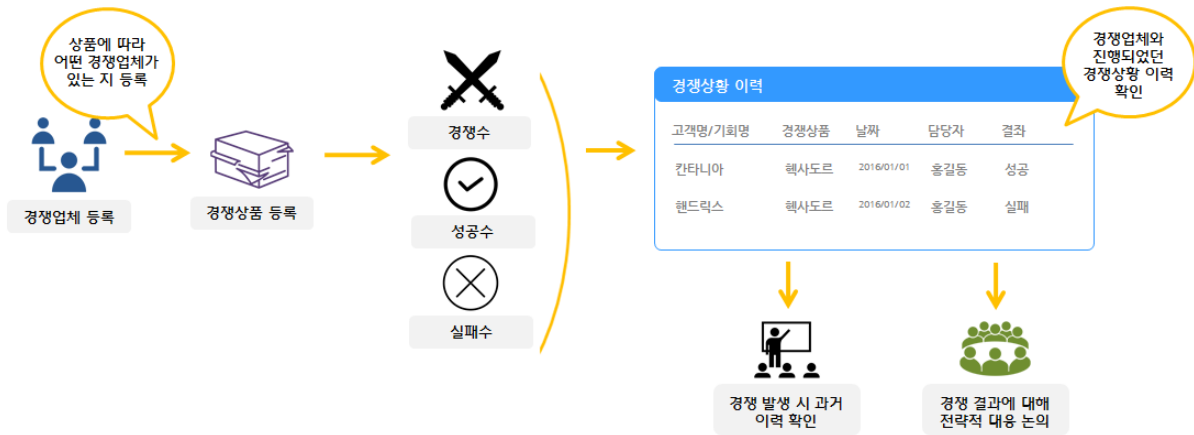 상품에 따라
어떤 경쟁업체가
있는 지 등록
경쟁업체 등록
경쟁상품 등록
경쟁수
성공수
실패수
경쟁상황 이력
고객명/기회명 경쟁상품 날짜 담당자 결좌
칸타니아 헥사도르 2016/01/01 홍길동 성공
핸드릭스 헥사도르 2016/01/02 홍길동 실패
경쟁업체와
진행되었던
경쟁상황 이력
확인
경쟁 발생 시 과거
이력 확인
경쟁 결과에 대해
전략적 대응 논의